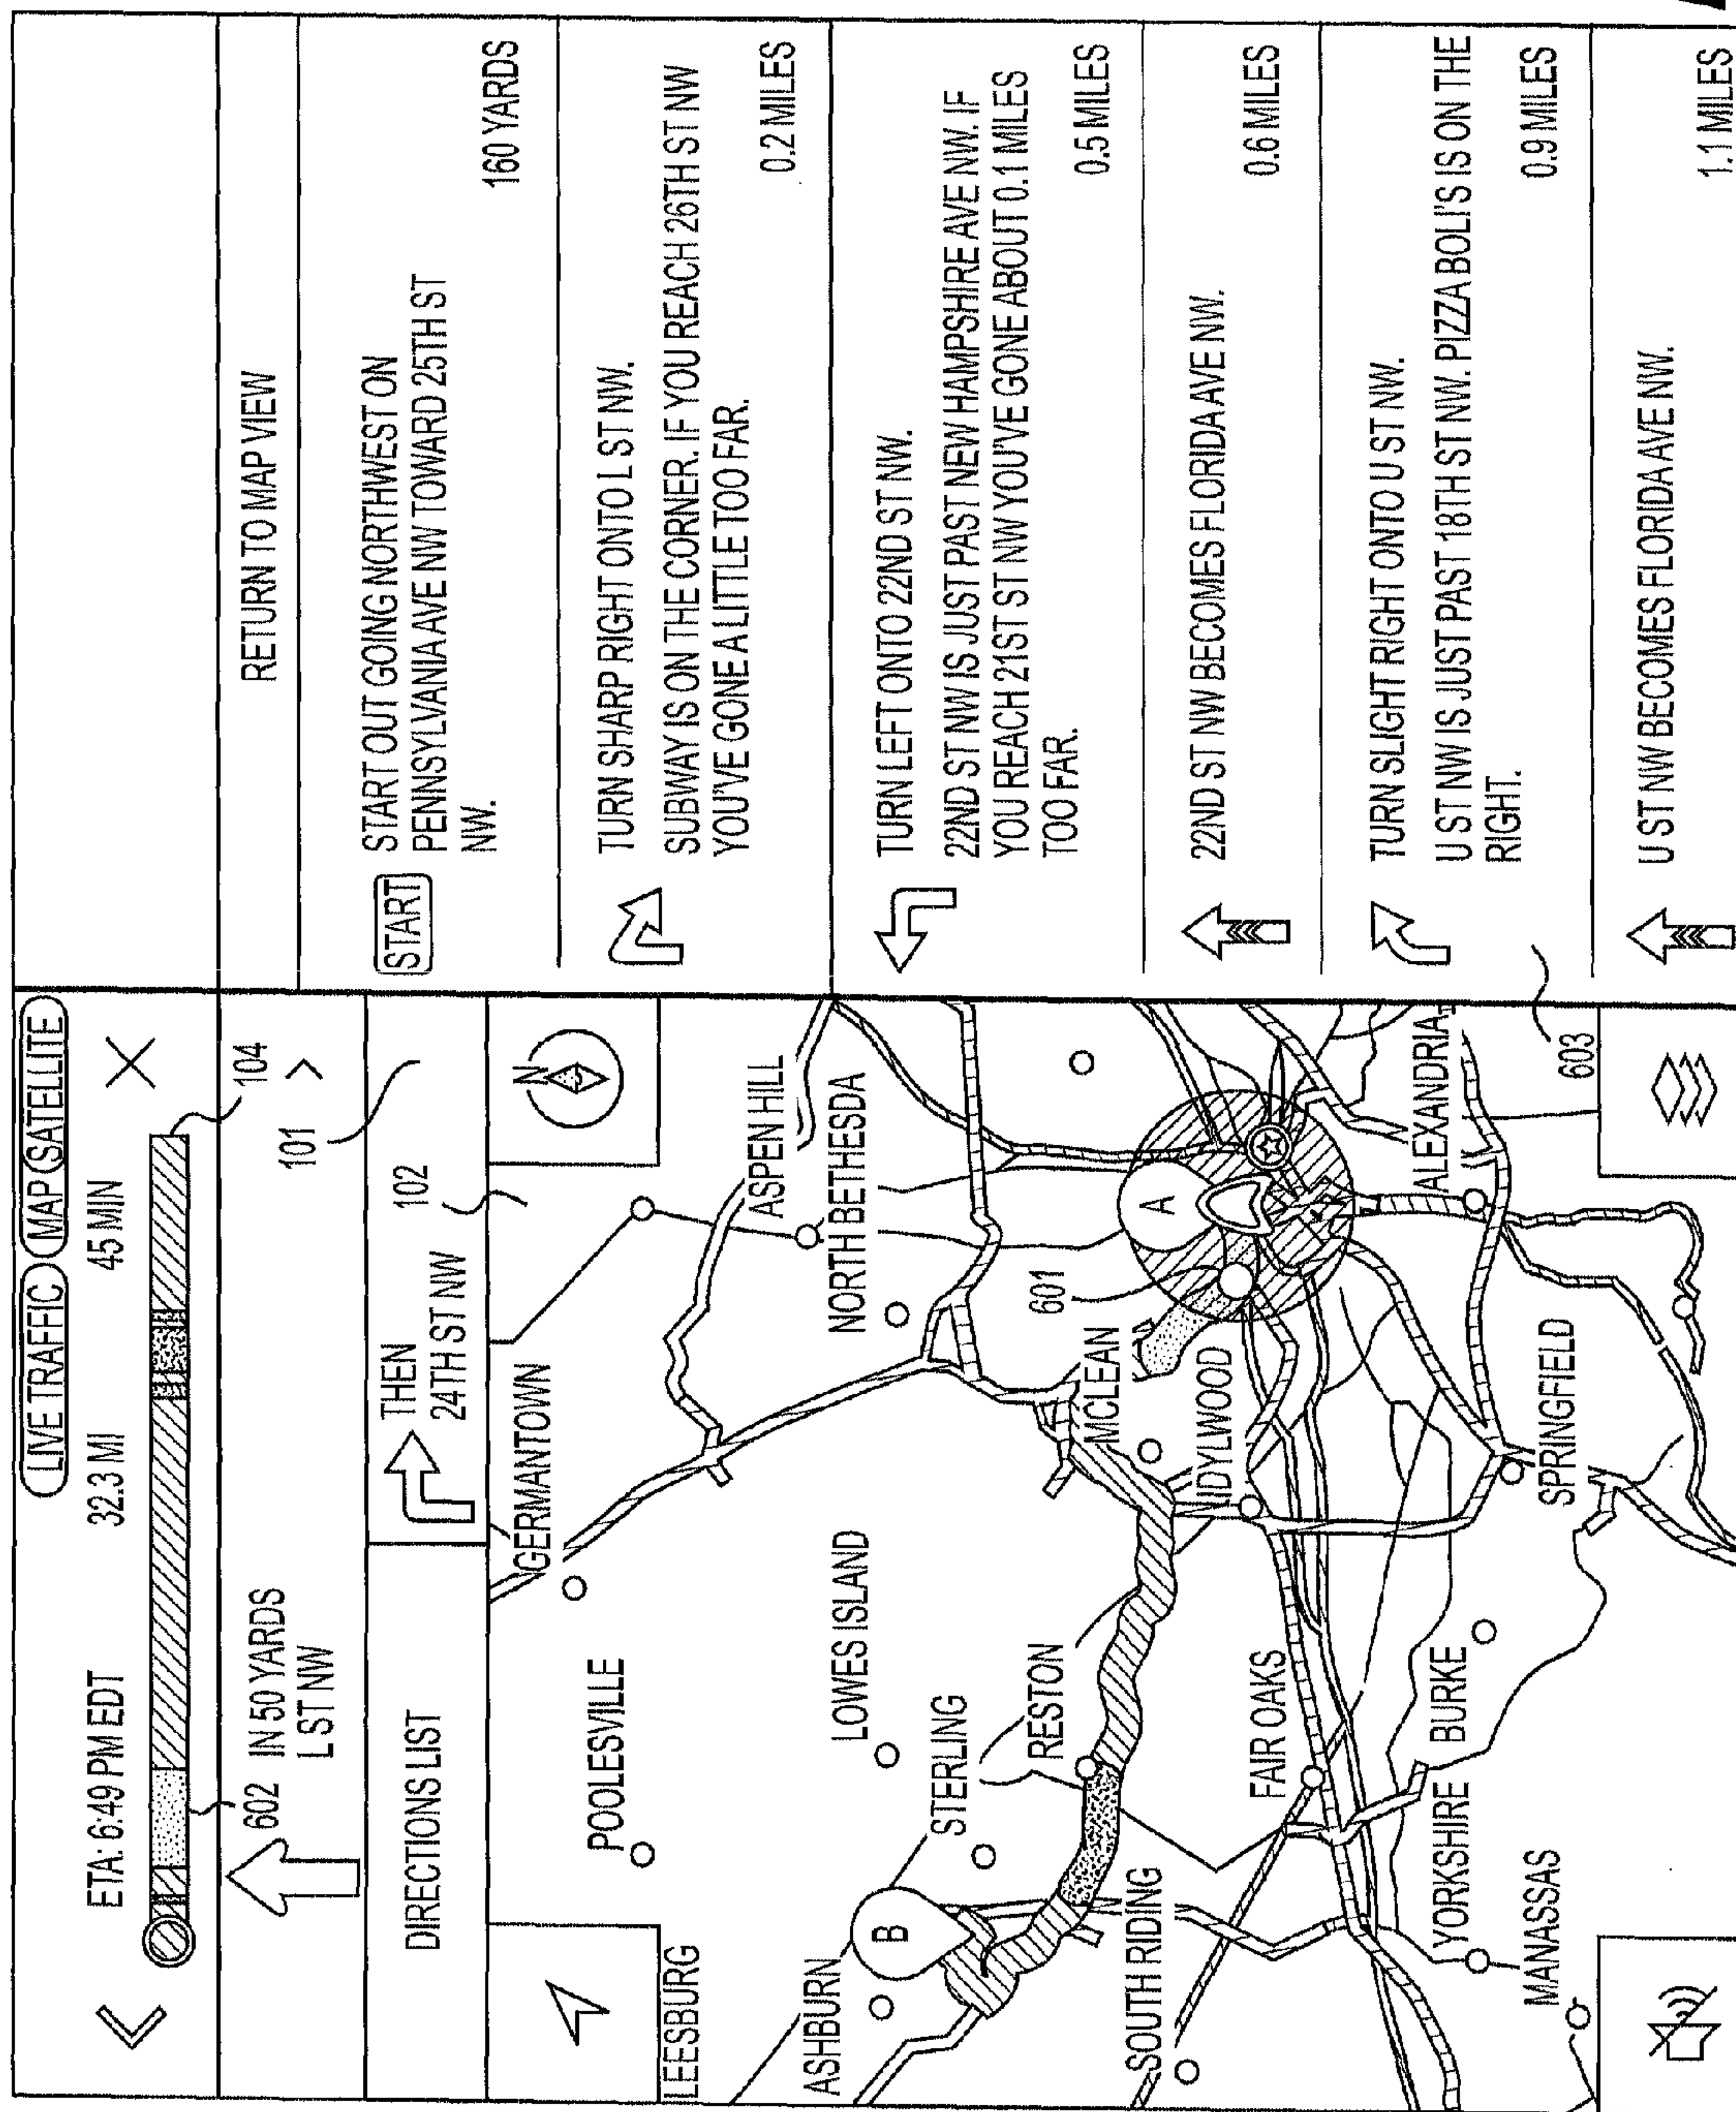 LIVE TRAFFIC MAP SATELLITE
ETA: 6:49 PM EDT 32.3 MI 45 MIN
104
602
IN 50 YARDS
L ST NW
101
DIRECTIONS LIST
THEN
24TH ST NW
102
N
LEESBURG
POOLESVILLE
GERMANTOWN
ASPEN HILL
NORTH BETHESDA
ASHBURN
LOWES ISLAND
B
STERLING
RESTON
601
MCLEAN
A
IDYLWOOD
SOUTH RIDING
FAIR OAKS
ALEXANDRIA
YORKSHIRE
BURKE
SPRINGFIELD
MANASSAS
603
RETURN TO MAP VIEW
START
START OUT GOING NORTHWEST ON
PENNSYLVANIA AVE NW TOWARD 25TH ST
NW.
160 YARDS
TURN SHARP RIGHT ONTO L ST NW.
SUBWAY IS ON THE CORNER. IF YOU REACH 26TH ST NW
YOU'VE GONE A LITTLE TOO FAR.
0.2 MILES
TURN LEFT ONTO 22ND ST NW.
22ND ST NW IS JUST PAST NEW HAMPSHIRE AVE NW. IF
YOU REACH 21ST ST NW YOU'VE GONE ABOUT 0.1 MILES
TOO FAR.
0.5 MILES
22ND ST NW BECOMES FLORIDA AVE NW.
0.6 MILES
TURN SLIGHT RIGHT ONTO U ST NW.
U ST NW IS JUST PAST 18TH ST NW. PIZZA BOLI'S IS ON THE
RIGHT.
0.9 MILES
U ST NW BECOMES FLORIDA AVE NW.
1.1 MILES